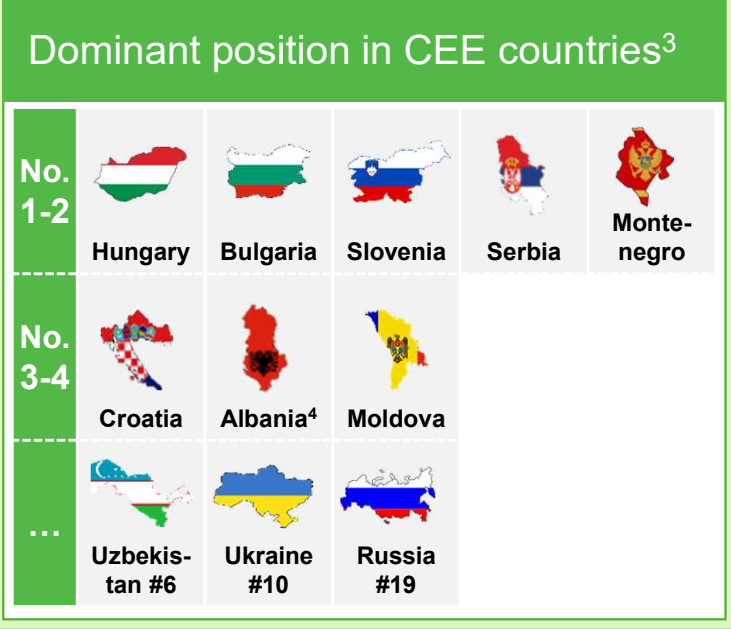 Dominant position in CEE countries³
No.
1-2
Hungary
Bulgaria
Slovenia
Serbia
Monte-
negro
No.
3-4
Croatia
Albania⁴
Moldova
...
Uzbekis-
tan #6
Ukraine
#10
Russia
#19